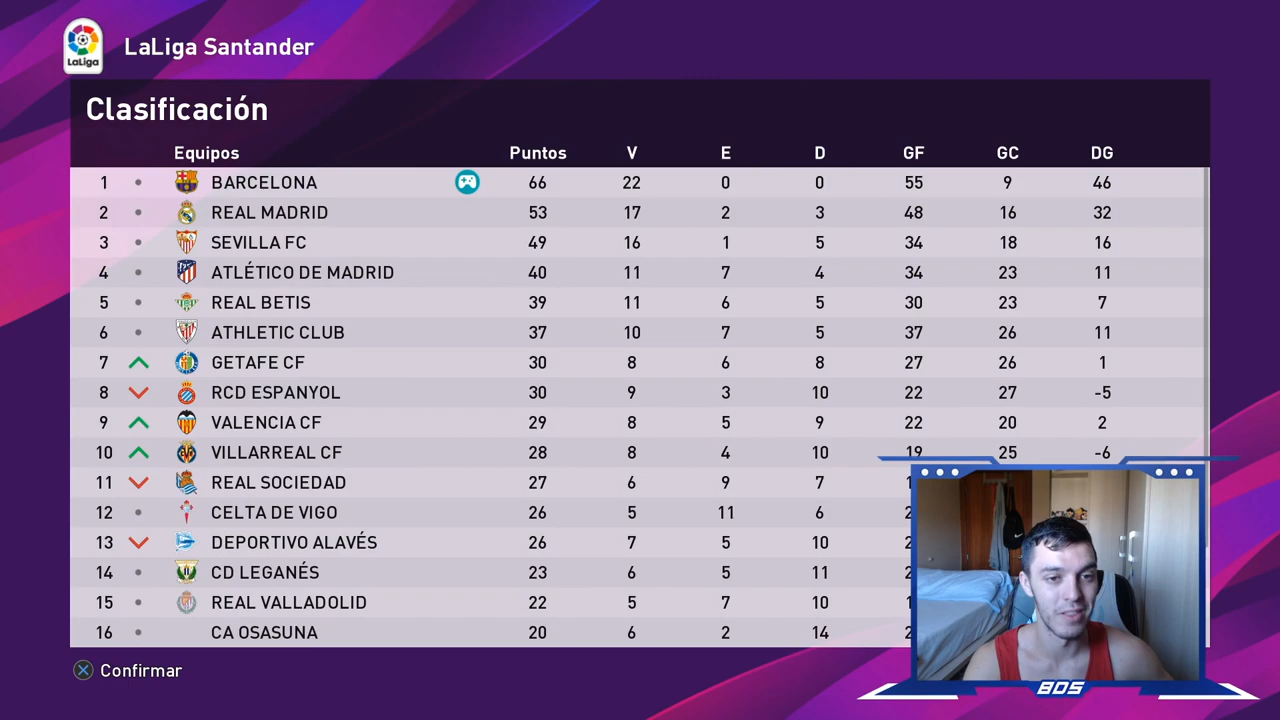 LaLiga
LaLiga Santander
Clasificación
Equipos Puntos V E D GF GC DG
1 BARCELONA 66 22 0 0 55 9 46
2 REAL MADRID 53 17 2 3 48 16 32
3 SEVILLA FC 49 16 1 5 34 18 16
4 ATLÉTICO DE MADRID 40 11 7 4 34 23 11
5 REAL BETIS 39 11 6 5 30 23 7
6 ATHLETIC CLUB 37 10 7 5 37 26 11
7 GETAFE CF 30 8 6 8 27 26 1
8 RCD ESPANYOL 30 9 3 10 22 27 -5
9 VALENCIA CF 29 8 5 9 22 20 2
10 VILLARREAL CF 28 8 4 10 19 25 -6
11 REAL SOCIEDAD 27 6 9 7
12 CELTA DE VIGO 26 5 11 6
13 DEPORTIVO ALAVÉS 26 7 5 10
14 CD LEGANÉS 23 6 5 11
15 REAL VALLADOLID 22 5 7 10
16 CA OSASUNA 20 6 2 14
Confirmar
BDS